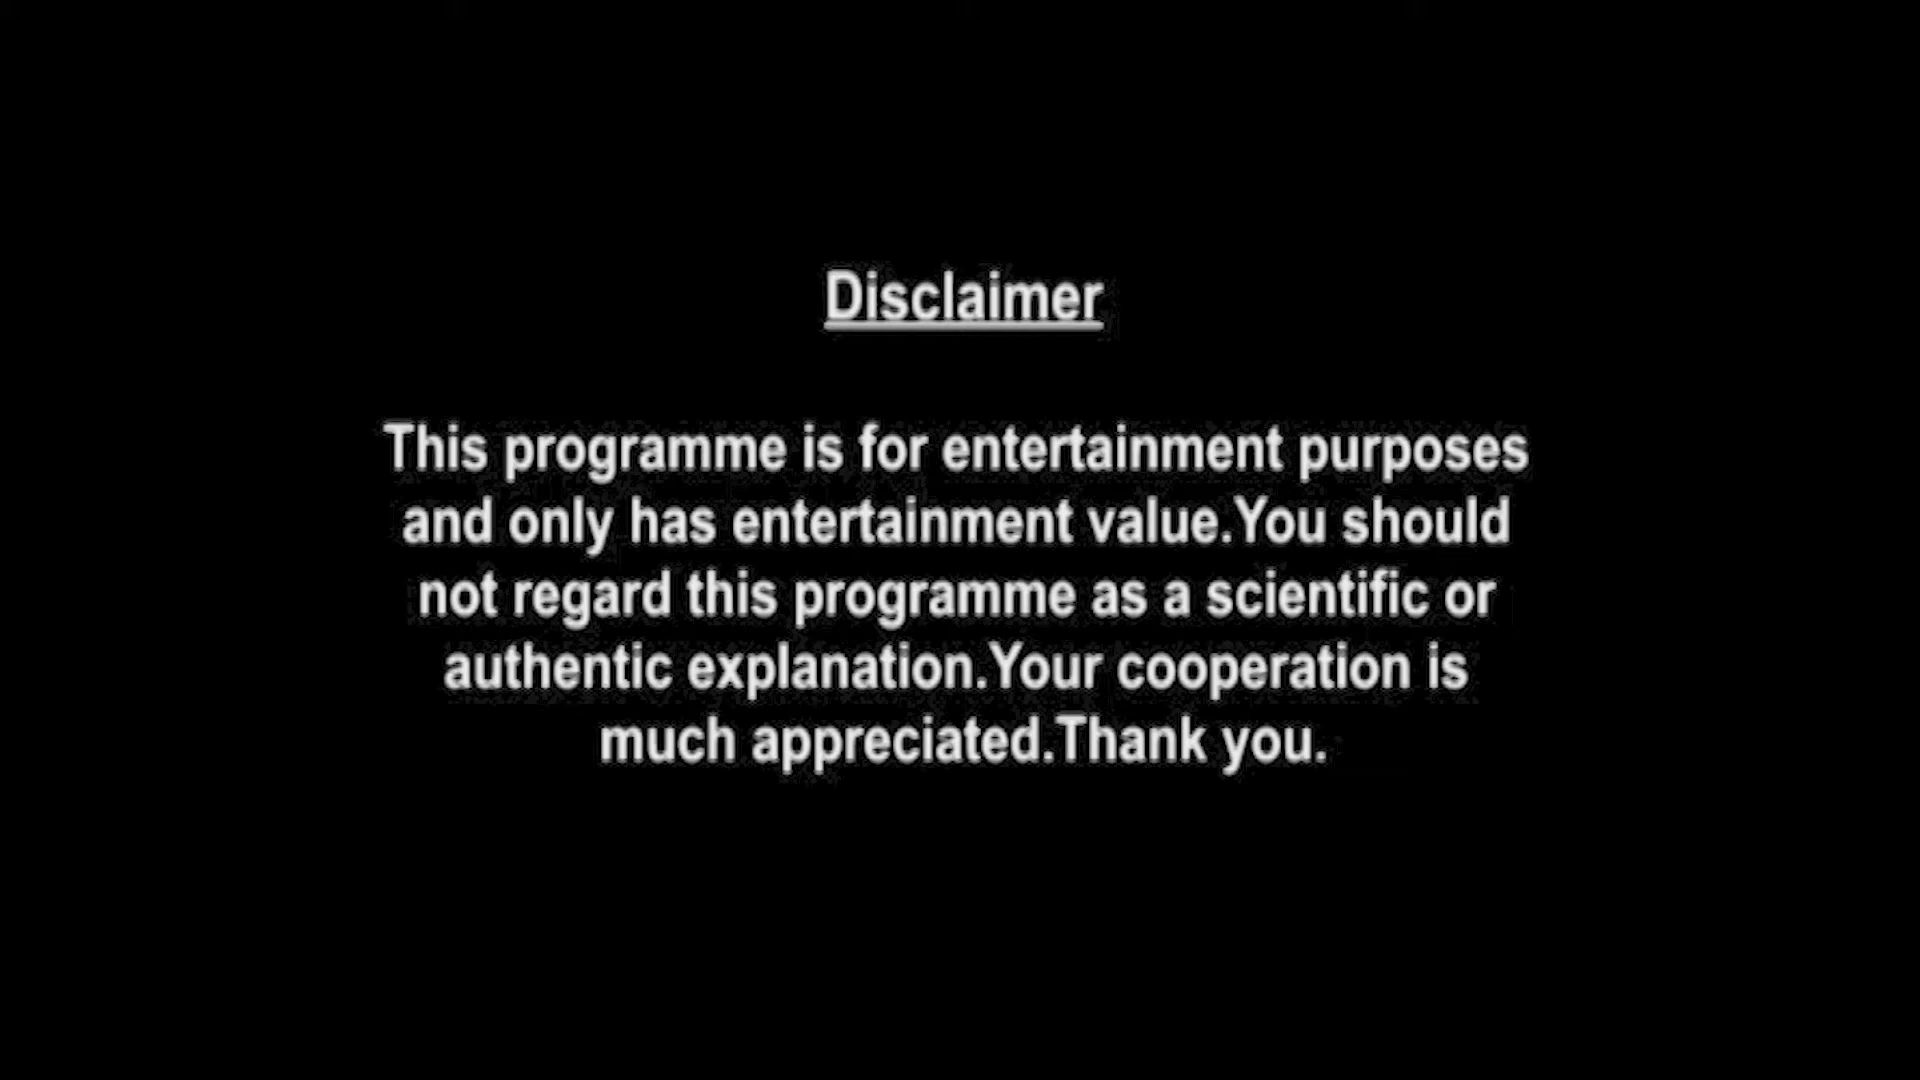 Disclaimer
This programme is for entertainment purposes
and only has entertainment value.You should
not regard this programme as a scientific or
authentic explanation.Your cooperation is
much appreciated.Thank you.